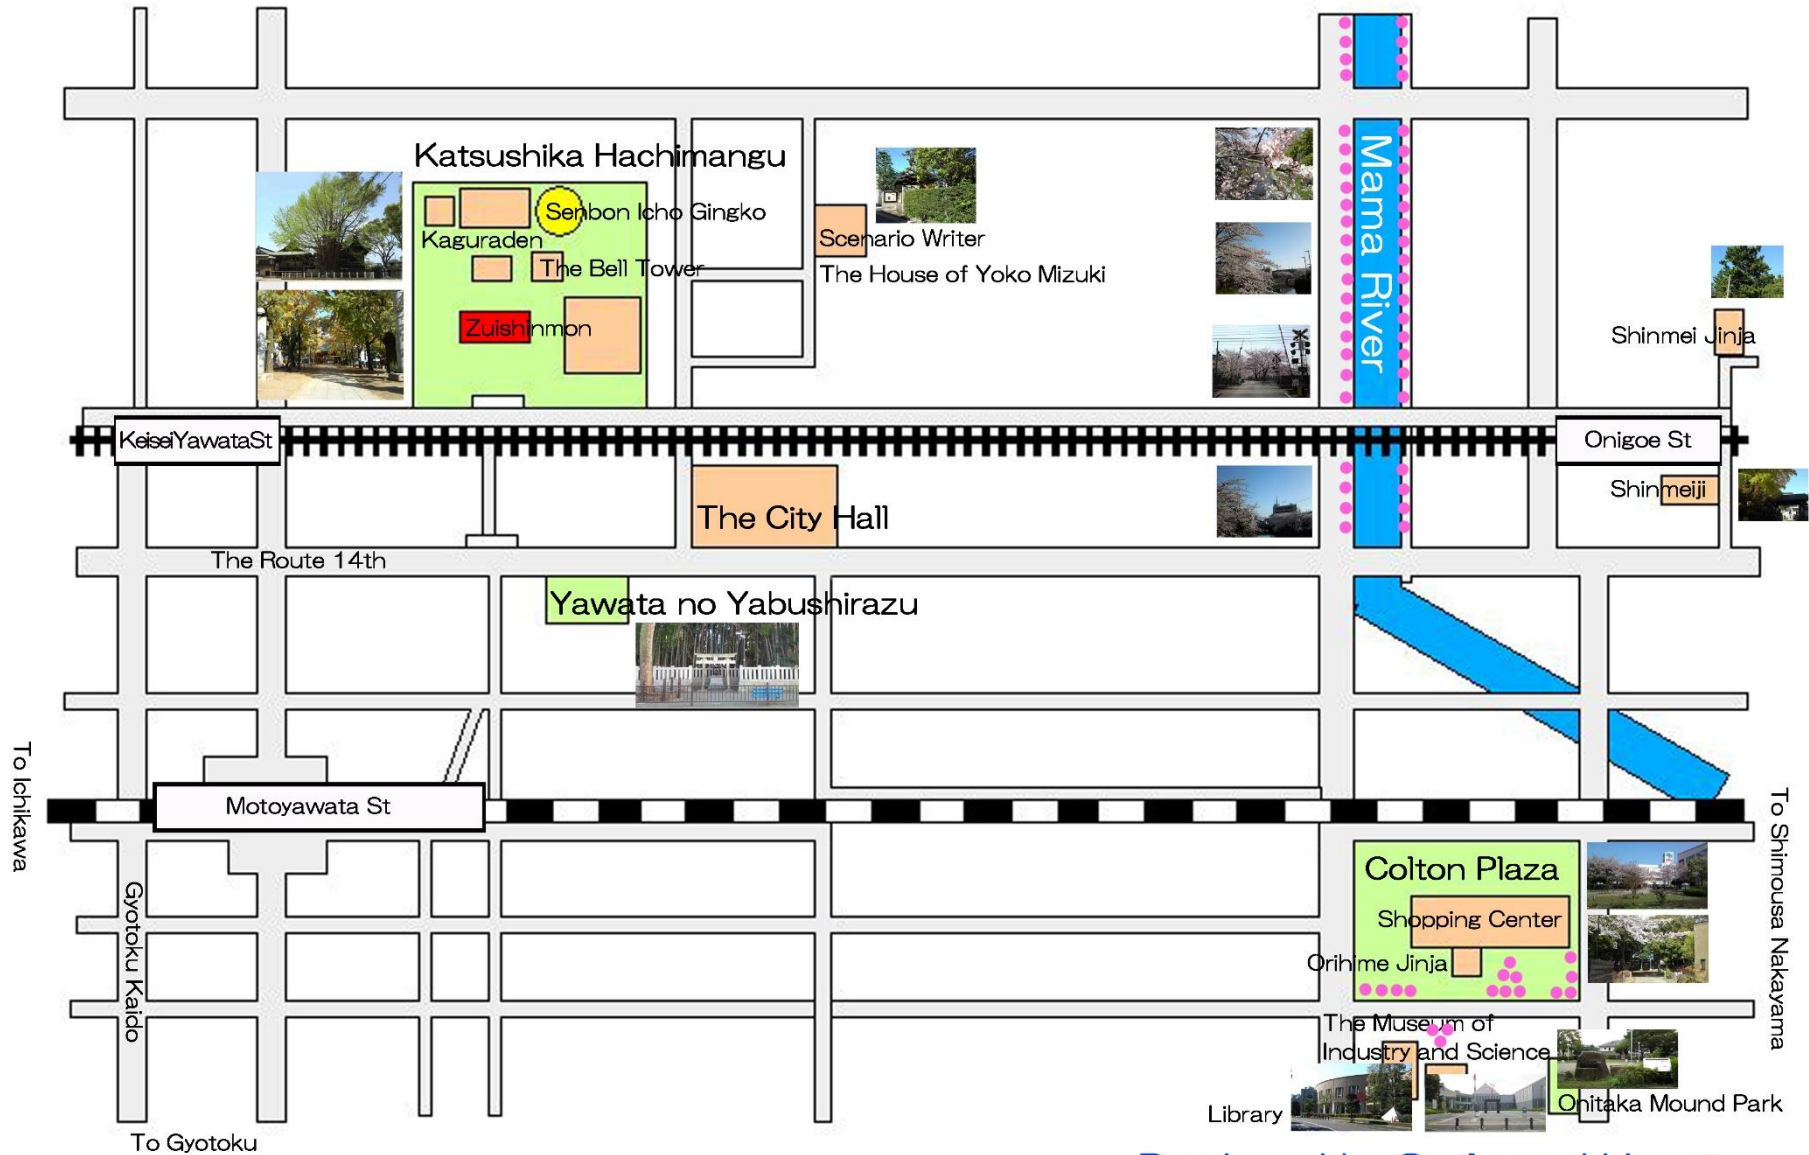 Katsushika Hachimangu
Senbon Icho Gingko
Kaguraden
The Bell Tower
Zuishinmon
Scenario Writer
The House of Yoko Mizuki
Mama River
Shinmei Jinja
KeiseiYawataSt
Onigoe St
Shinmeiji
The City Hall
The Route 14th
Yawata no Yabushirazu
To Ichikawa
Motoyawata St
To Shimousa Nakayama
Colton Plaza
Shopping Center
Orihime Jinja
Gyotoku Kaido
The Museum of
Industry and Science
Library
Onitaka Mound Park
To Gyotoku